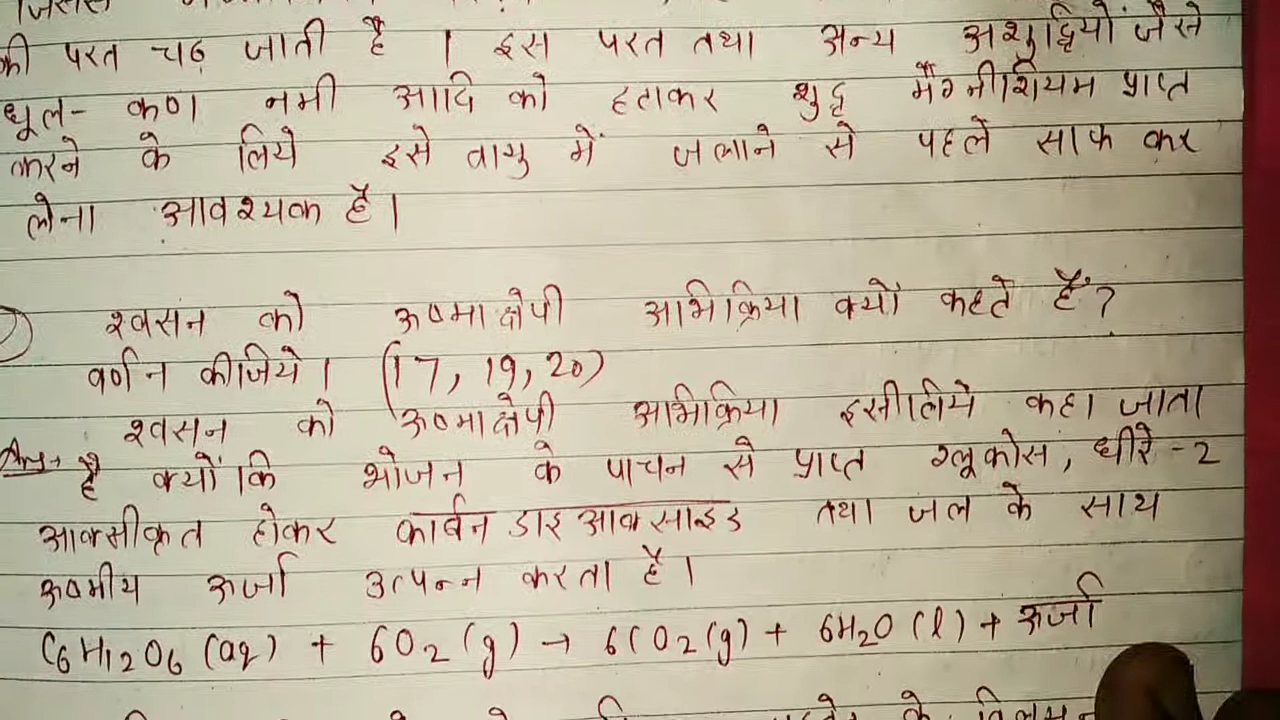 की परत चढ़ जाती है । इस परत तथा अन्य अशुद्धियों जैसे
धूल- कण नमी आदि को हटाकर शुद्ध मैग्नीशियम प्राप्त
करने के लिये इसे वायु में जलाने से पहले साफ कर
लेना आवश्यक है।
श्वसन को ऊष्माक्षेपी अभिक्रिया क्यों कहते हैं?
वर्णन कीजिये। (17, 19, 20)
श्वसन को ऊष्माक्षेपी अभिक्रिया इसीलिये कहा जाता
Ans→ है क्योंकि भोजन के पाचन से प्राप्त ग्लूकोस, धीरे -2
आक्सीकृत होकर कार्बन डाइ आक्साइड तथा जल के साथ
ऊष्मीय ऊर्जा उत्पन्न करता है।
C6H12O6 (aq) + 6O2 (g) → 6CO2 (g) + 6H2O (l) + ऊर्जा